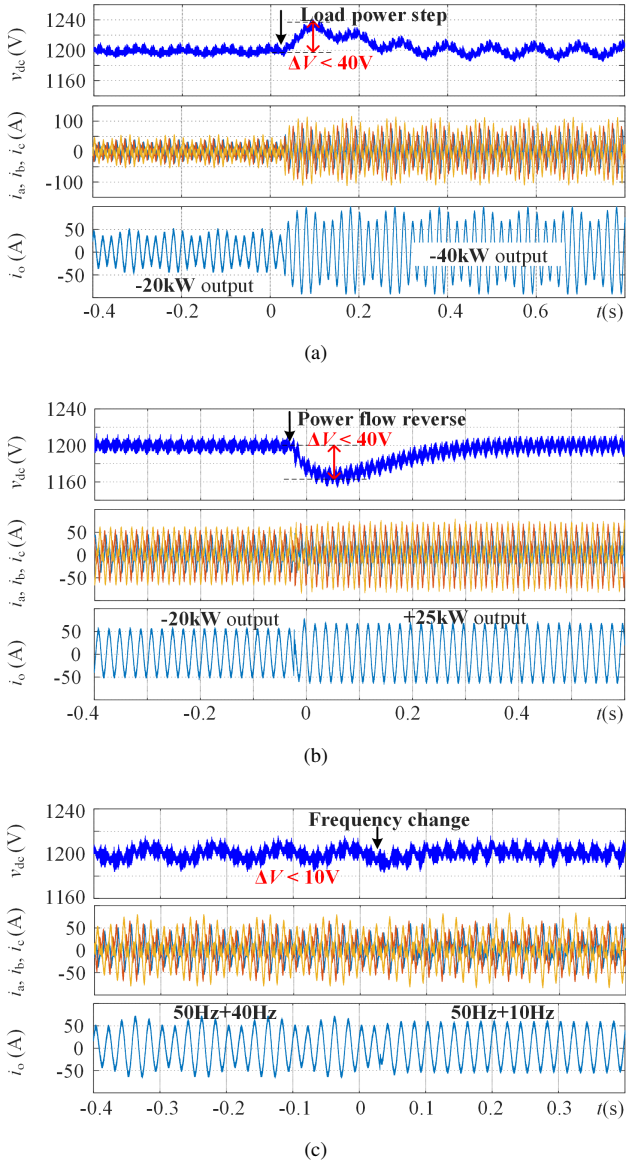 1240
1200
1160
v_dc (V)
Load power step
ΔV < 40V
100
0
-100
i_a, i_b, i_c (A)
50
0
-50
i_o (A)
-20kW output
-40kW output
-0.4 -0.2 0 0.2 0.4 0.6 t(s)
(a)
1240
1200
1160
v_dc (V)
Power flow reverse
ΔV < 40V
50
0
-50
i_a, i_b, i_c (A)
50
0
-50
i_o (A)
-20kW output
+25kW output
-0.4 -0.2 0 0.2 0.4 t(s)
(b)
1240
1200
1160
v_dc (V)
Frequency change
ΔV < 10V
50
0
-50
i_a, i_b, i_c (A)
50
0
-50
i_o (A)
50Hz+40Hz
50Hz+10Hz
-0.4 -0.3 -0.2 -0.1 0 0.1 0.2 0.3 t(s)
(c)